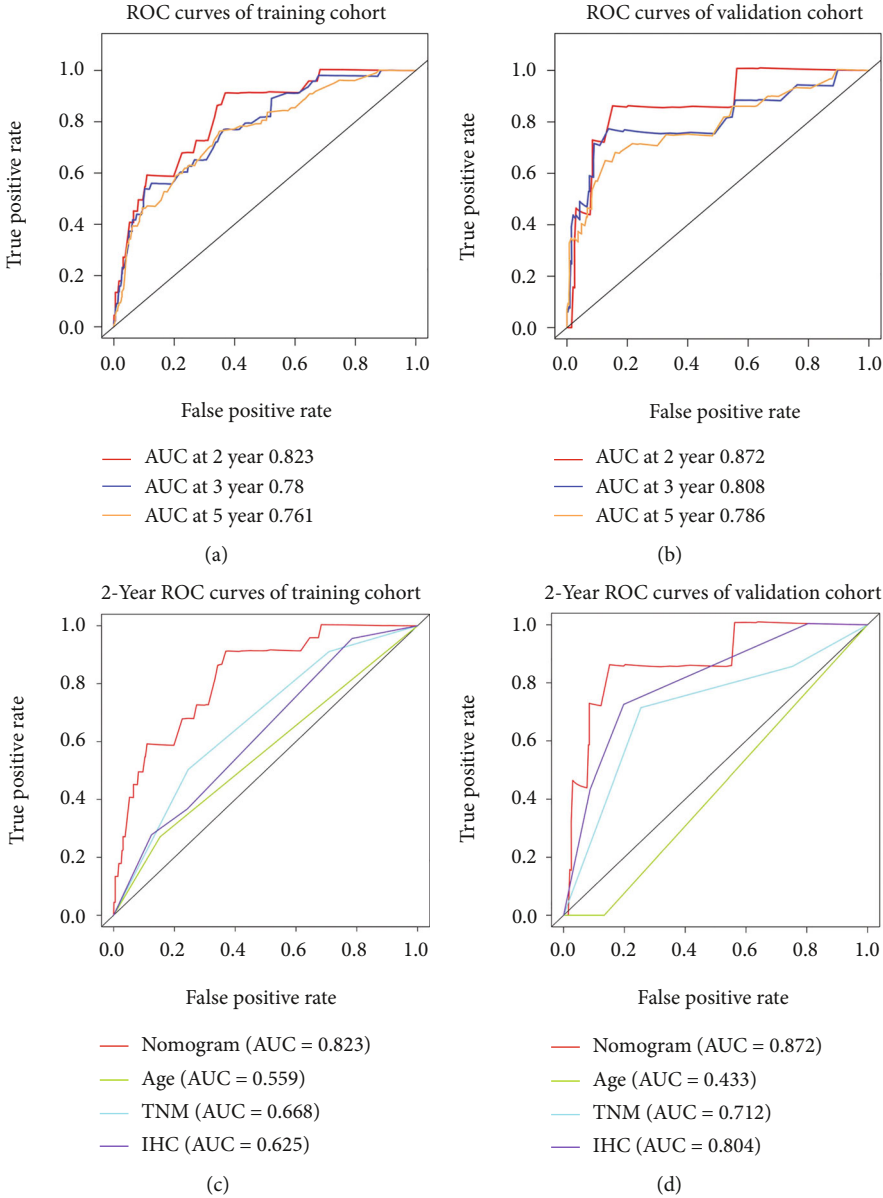 ROC curves of training cohort
True positive rate
1.0
0.8
0.6
0.4
0.2
0.0
0.0 0.2 0.4 0.6 0.8 1.0
False positive rate
AUC at 2 year 0.823
AUC at 3 year 0.78
AUC at 5 year 0.761
(a)
ROC curves of validation cohort
True positive rate
1.0
0.8
0.6
0.4
0.2
0.0
0.0 0.2 0.4 0.6 0.8 1.0
False positive rate
AUC at 2 year 0.872
AUC at 3 year 0.808
AUC at 5 year 0.786
(b)
2-Year ROC curves of training cohort
True positive rate
1.0
0.8
0.6
0.4
0.2
0.0
0.0 0.2 0.4 0.6 0.8 1.0
False positive rate
Nomogram (AUC = 0.823)
Age (AUC = 0.559)
TNM (AUC = 0.668)
IHC (AUC = 0.625)
(c)
2-Year ROC curves of validation cohort
True positive rate
1.0
0.8
0.6
0.4
0.2
0.0
0.0 0.2 0.4 0.6 0.8 1.0
False positive rate
Nomogram (AUC = 0.872)
Age (AUC = 0.433)
TNM (AUC = 0.712)
IHC (AUC = 0.804)
(d)